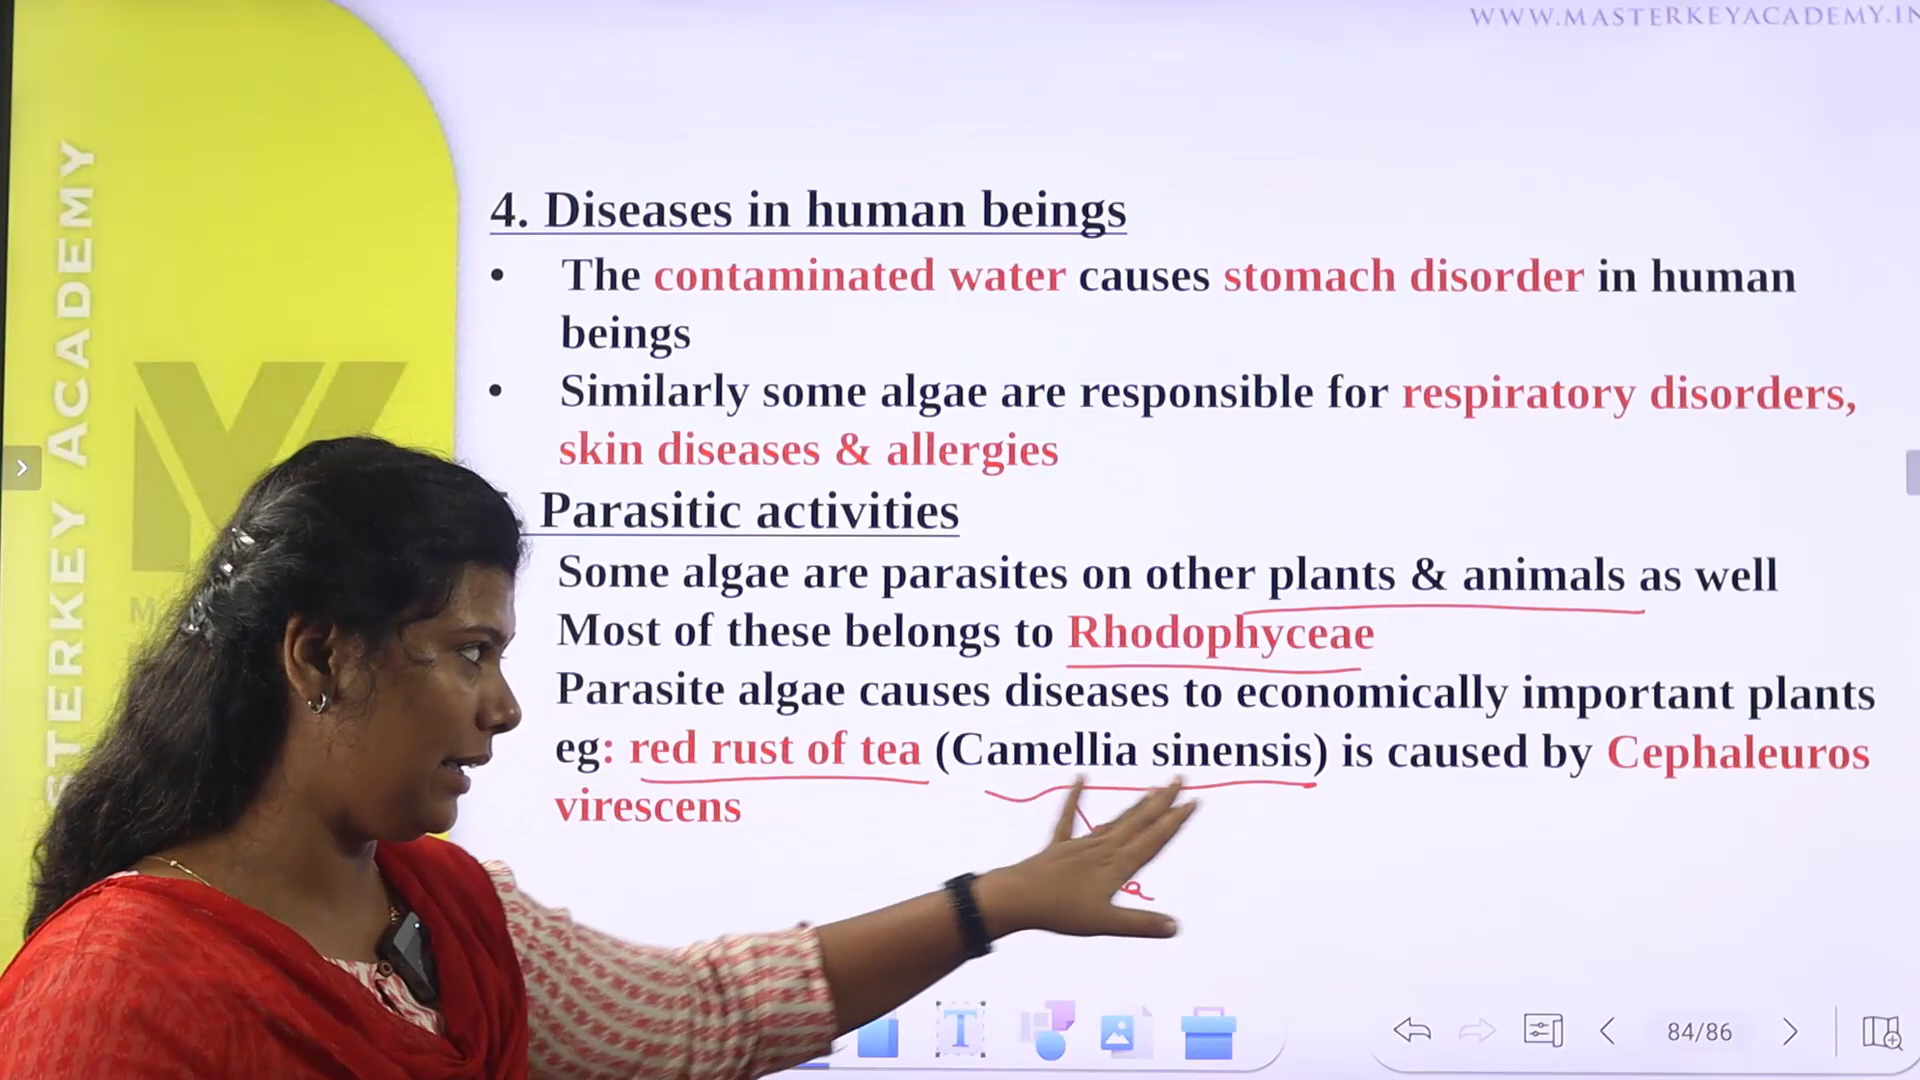 WWW.MASTERKEYACADEMY.IN
MASTERKEY ACADEMY
4. Diseases in human beings
• The contaminated water causes stomach disorder in human
beings
• Similarly some algae are responsible for respiratory disorders,
skin diseases & allergies
Parasitic activities
Some algae are parasites on other plants & animals as well
Most of these belongs to Rhodophyceae
Parasite algae causes diseases to economically important plants
eg: red rust of tea (Camellia sinensis) is caused by Cephaleuros
virescens
T
84/86